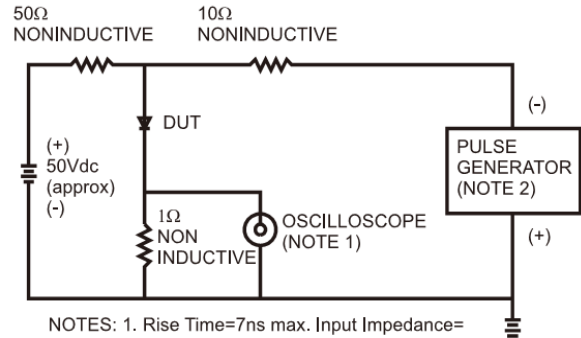 50Ω
NONINDUCTIVE
10Ω
NONINDUCTIVE
DUT
(+)
50Vdc
(approx)
(-)
1Ω
NON
INDUCTIVE
OSCILLOSCOPE
(NOTE 1)
(-)
PULSE
GENERATOR
(NOTE 2)
(+)
NOTES: 1. Rise Time=7ns max. Input Impedance=